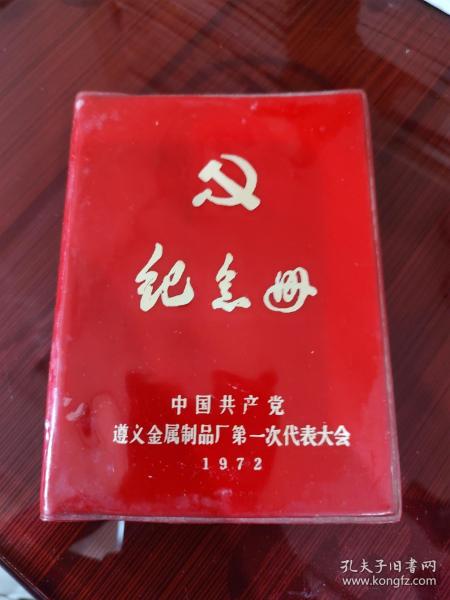 纪念册
中国共产党
遵义金属制品厂第一次代表大会
1972
孔夫子旧书网
www.kongfz.com